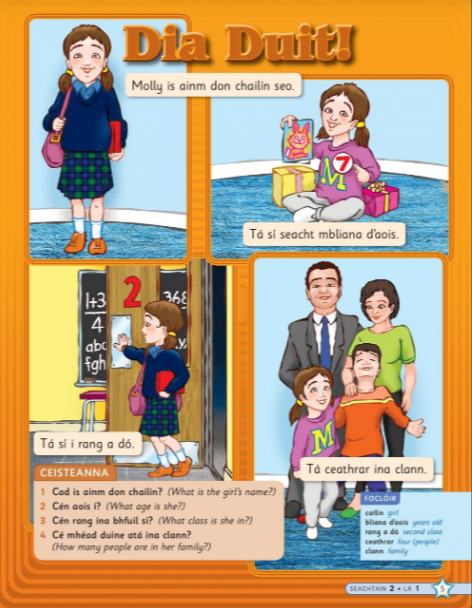 Dia Duit!
Molly is ainm don chailín seo.
7
M
Tá sí seacht mbliana d'aois.
1+3
4
abc
fgh
2
368
Tá sí i rang a dó.
M
Tá ceathrar ina clann.
CEISTEANNA
1 Cad is ainm don chailín? (What is the girl's name?)
2 Cén aois í? (What age is she?)
3 Cén rang ina bhfuil sí? (What class is she in?)
4 Cé mhéad duine atá ina clann?
(How many people are in her family?)
FOCLÓIR
cailín girl
bliana d'aois years old
rang a dó second class
ceathrar four (people)
clann family
SEACHTAIN 2 • LÁ 1
5